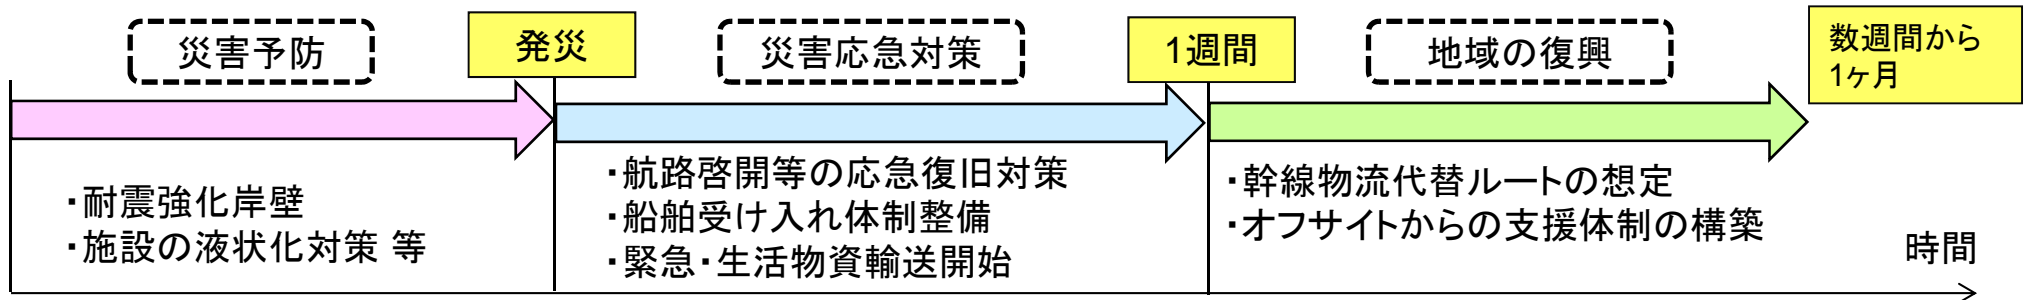 災害予防
発災
災害応急対策
1週間
地域の復興
数週間から
1ヶ月
・耐震強化岸壁
・施設の液状化対策 等
・航路啓開等の応急復旧対策
・船舶受け入れ体制整備
・緊急・生活物資輸送開始
・幹線物流代替ルートの想定
・オフサイトからの支援体制の構築
時間